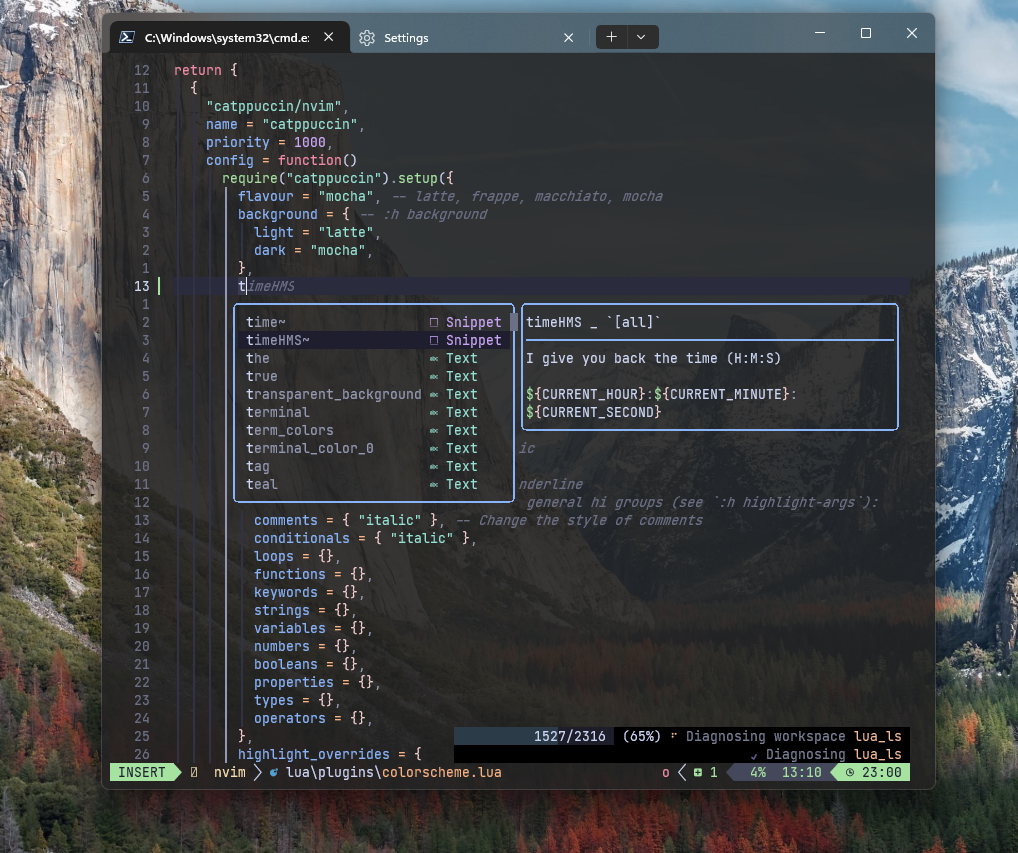 C:\Windows\system32\cmd.e:
Settings
12 return {
11 {
10 "catppuccin/nvim",
9 name = "catppuccin",
8 priority = 1000,
7 config = function()
6 require("catppuccin").setup({
5 flavour = "mocha", -- latte, frappe, macchiato, mocha
4 background = { -- :h background
3 light = "latte",
2 dark = "mocha",
1 },
13 timeHMS
1
2 time~ Snippet
3 timeHMS~ Snippet
4 the Text
5 true Text
6 transparent_background Text
7 terminal Text
8 term_colors Text
9 terminal_color_0 Text ic
10 tag Text
11 teal Text nderline
12 general hi groups (see `:h highlight-args`):
timeHMS _ `[all]`
I give you back the time (H:M:S)
${CURRENT_HOUR}:${CURRENT_MINUTE}:
${CURRENT_SECOND}
13 comments = { "italic" }, -- Change the style of comments
14 conditionals = { "italic" },
15 loops = {},
16 functions = {},
17 keywords = {},
18 strings = {},
19 variables = {},
20 numbers = {},
21 booleans = {},
22 properties = {},
23 types = {},
24 operators = {},
25 },
26 highlight_overrides = {
1527/2316 (65%) Diagnosing workspace lua_ls
✓ Diagnosing lua_ls
INSERT nvim lua\plugins\colorscheme.lua 1 4% 13:10 23:00